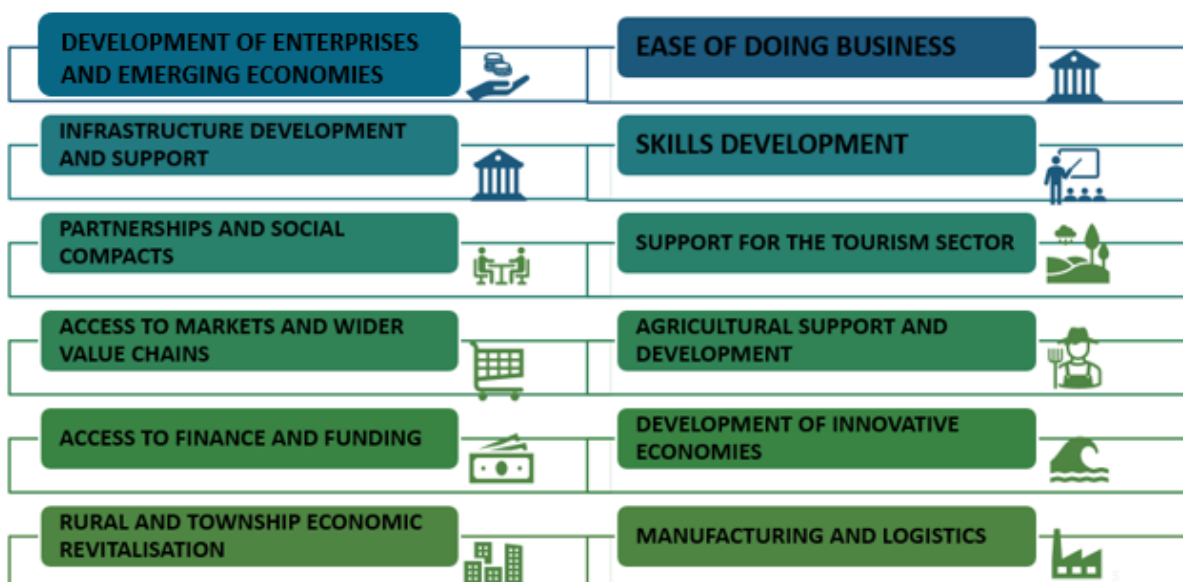 DEVELOPMENT OF ENTERPRISES
AND EMERGING ECONOMIES
EASE OF DOING BUSINESS
INFRASTRUCTURE DEVELOPMENT
AND SUPPORT
SKILLS DEVELOPMENT
PARTNERSHIPS AND SOCIAL
COMPACTS
SUPPORT FOR THE TOURISM SECTOR
ACCESS TO MARKETS AND WIDER
VALUE CHAINS
AGRICULTURAL SUPPORT AND
DEVELOPMENT
ACCESS TO FINANCE AND FUNDING
DEVELOPMENT OF INNOVATIVE
ECONOMIES
RURAL AND TOWNSHIP ECONOMIC
REVITALISATION
MANUFACTURING AND LOGISTICS